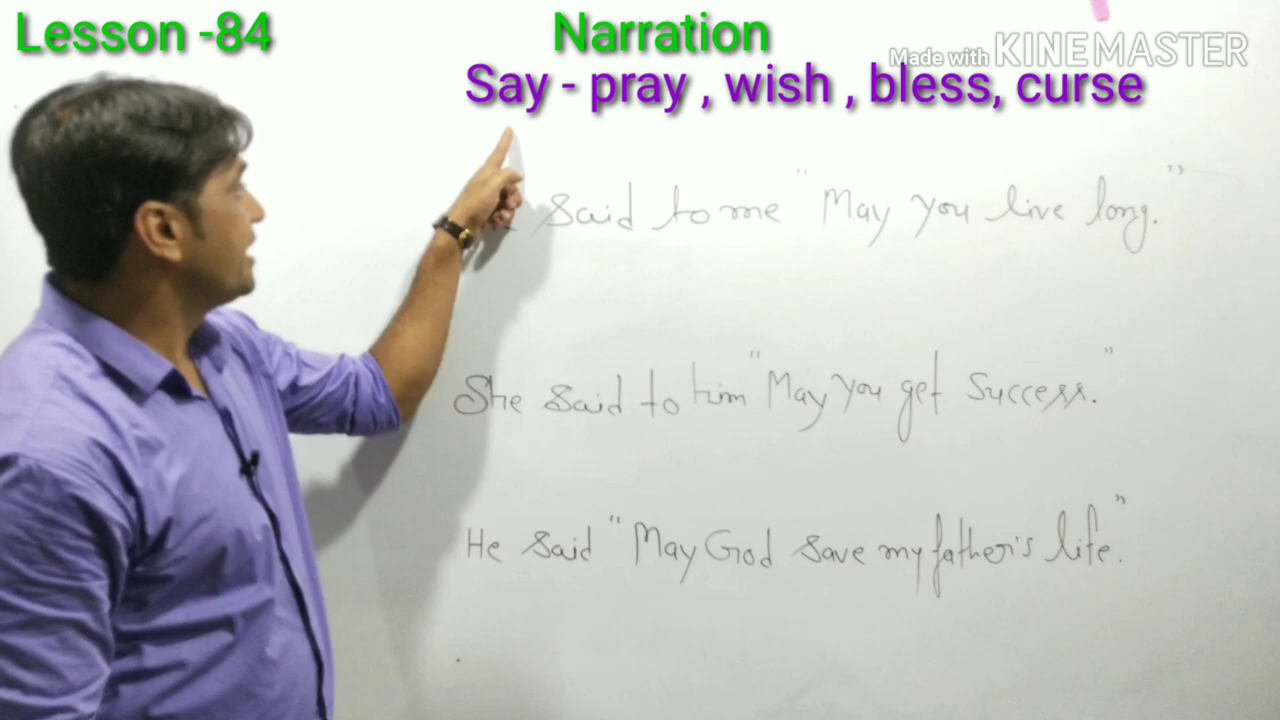 Lesson -84
Narration
Made with KINEMASTER
Say - pray , wish , bless, curse
said to me "May you live long."
She said to him "May you get success."
He said "May God save my father's life."